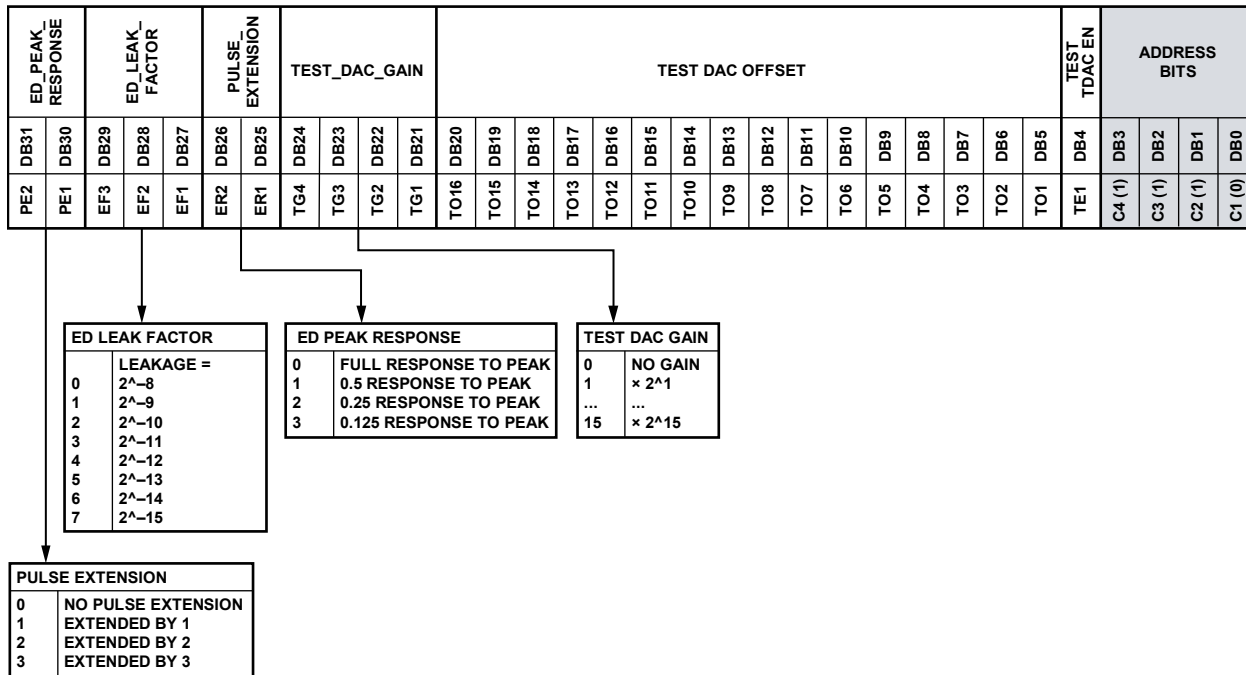 ED_PEAK_
RESPONSE
ED_LEAK_
FACTOR
PULSE_
EXTENSION
TEST_DAC_GAIN
TEST DAC OFFSET
TEST_
TDAC EN
ADDRESS
BITS
DB31 DB30 DB29 DB28 DB27 DB26 DB25 DB24 DB23 DB22 DB21 DB20 DB19 DB18 DB17 DB16 DB15 DB14 DB13 DB12 DB11 DB10 DB9 DB8 DB7 DB6 DB5 DB4 DB3 DB2 DB1 DB0
PE2 PE1 EF3 EF2 EF1 ER2 ER1 TG4 TG3 TG2 TG1 TO16 TO15 TO14 TO13 TO12 TO11 TO10 TO9 TO8 TO7 TO6 TO5 TO4 TO3 TO2 TO1 TE1 C4 (1) C3 (1) C2 (1) C1 (0)
ED LEAK FACTOR
LEAKAGE =
0 2^–8
1 2^–9
2 2^–10
3 2^–11
4 2^–12
5 2^–13
6 2^–14
7 2^–15
ED PEAK RESPONSE
0 FULL RESPONSE TO PEAK
1 0.5 RESPONSE TO PEAK
2 0.25 RESPONSE TO PEAK
3 0.125 RESPONSE TO PEAK
TEST DAC GAIN
0 NO GAIN
1 × 2^1
... ...
15 × 2^15
PULSE EXTENSION
0 NO PULSE EXTENSION
1 EXTENDED BY 1
2 EXTENDED BY 2
3 EXTENDED BY 3